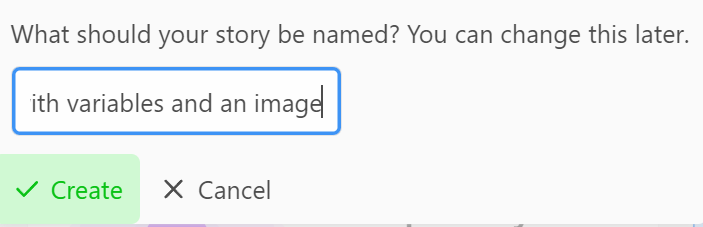 What should your story be named? You can change this later.
ith variables and an image
Create
Cancel